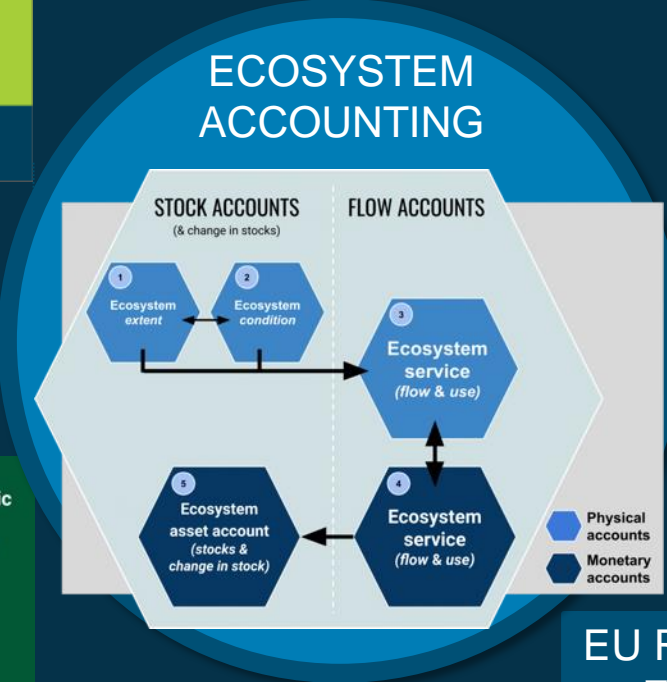 ECOSYSTEM
ACCOUNTING
STOCK ACCOUNTS
(& change in stocks)
FLOW ACCOUNTS
1
Ecosystem
extent
2
Ecosystem
condition
3
Ecosystem
service
(flow & use)
5
Ecosystem
asset account
(stocks &
change in stock)
4
Ecosystem
service
(flow & use)
Physical
accounts
Monetary
accounts
ic
EU